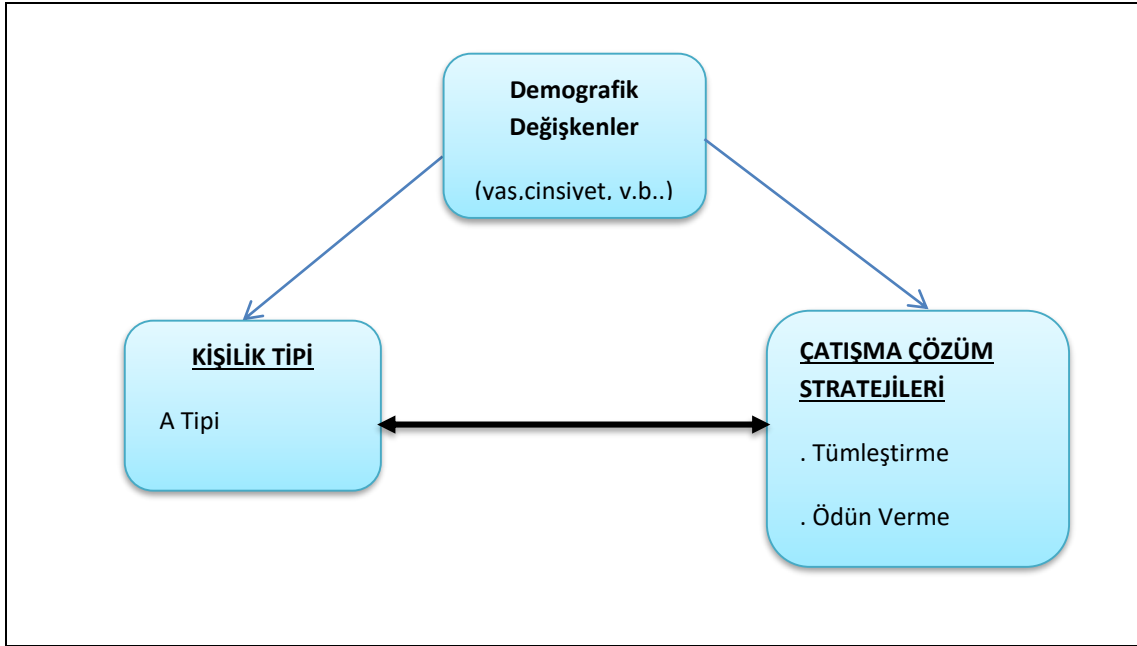 Demografik
Değişkenler
(yaş,cinsiyet, v.b..)
KİŞİLİK TİPİ
A Tipi
ÇATIŞMA ÇÖZÜM
STRATEJİLERİ
. Tümleştirme
. Ödün Verme